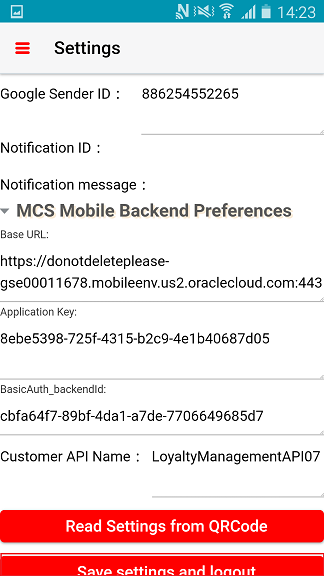 14:23
Settings
Google Sender ID : 886254552265
Notification ID :
Notification message :
MCS Mobile Backend Preferences
Base URL:
https://donotdeleteplease-
gse00011678.mobileenv.us2.oraclecloud.com:443
Application Key:
8ebe5398-725f-4315-b2c9-4e1b40687d05
BasicAuth_backendId:
cbfa64f7-89bf-4da1-a7de-7706649685d7
Customer API Name : LoyaltyManagementAPI07
Read Settings from QRCode
Save settings and logout